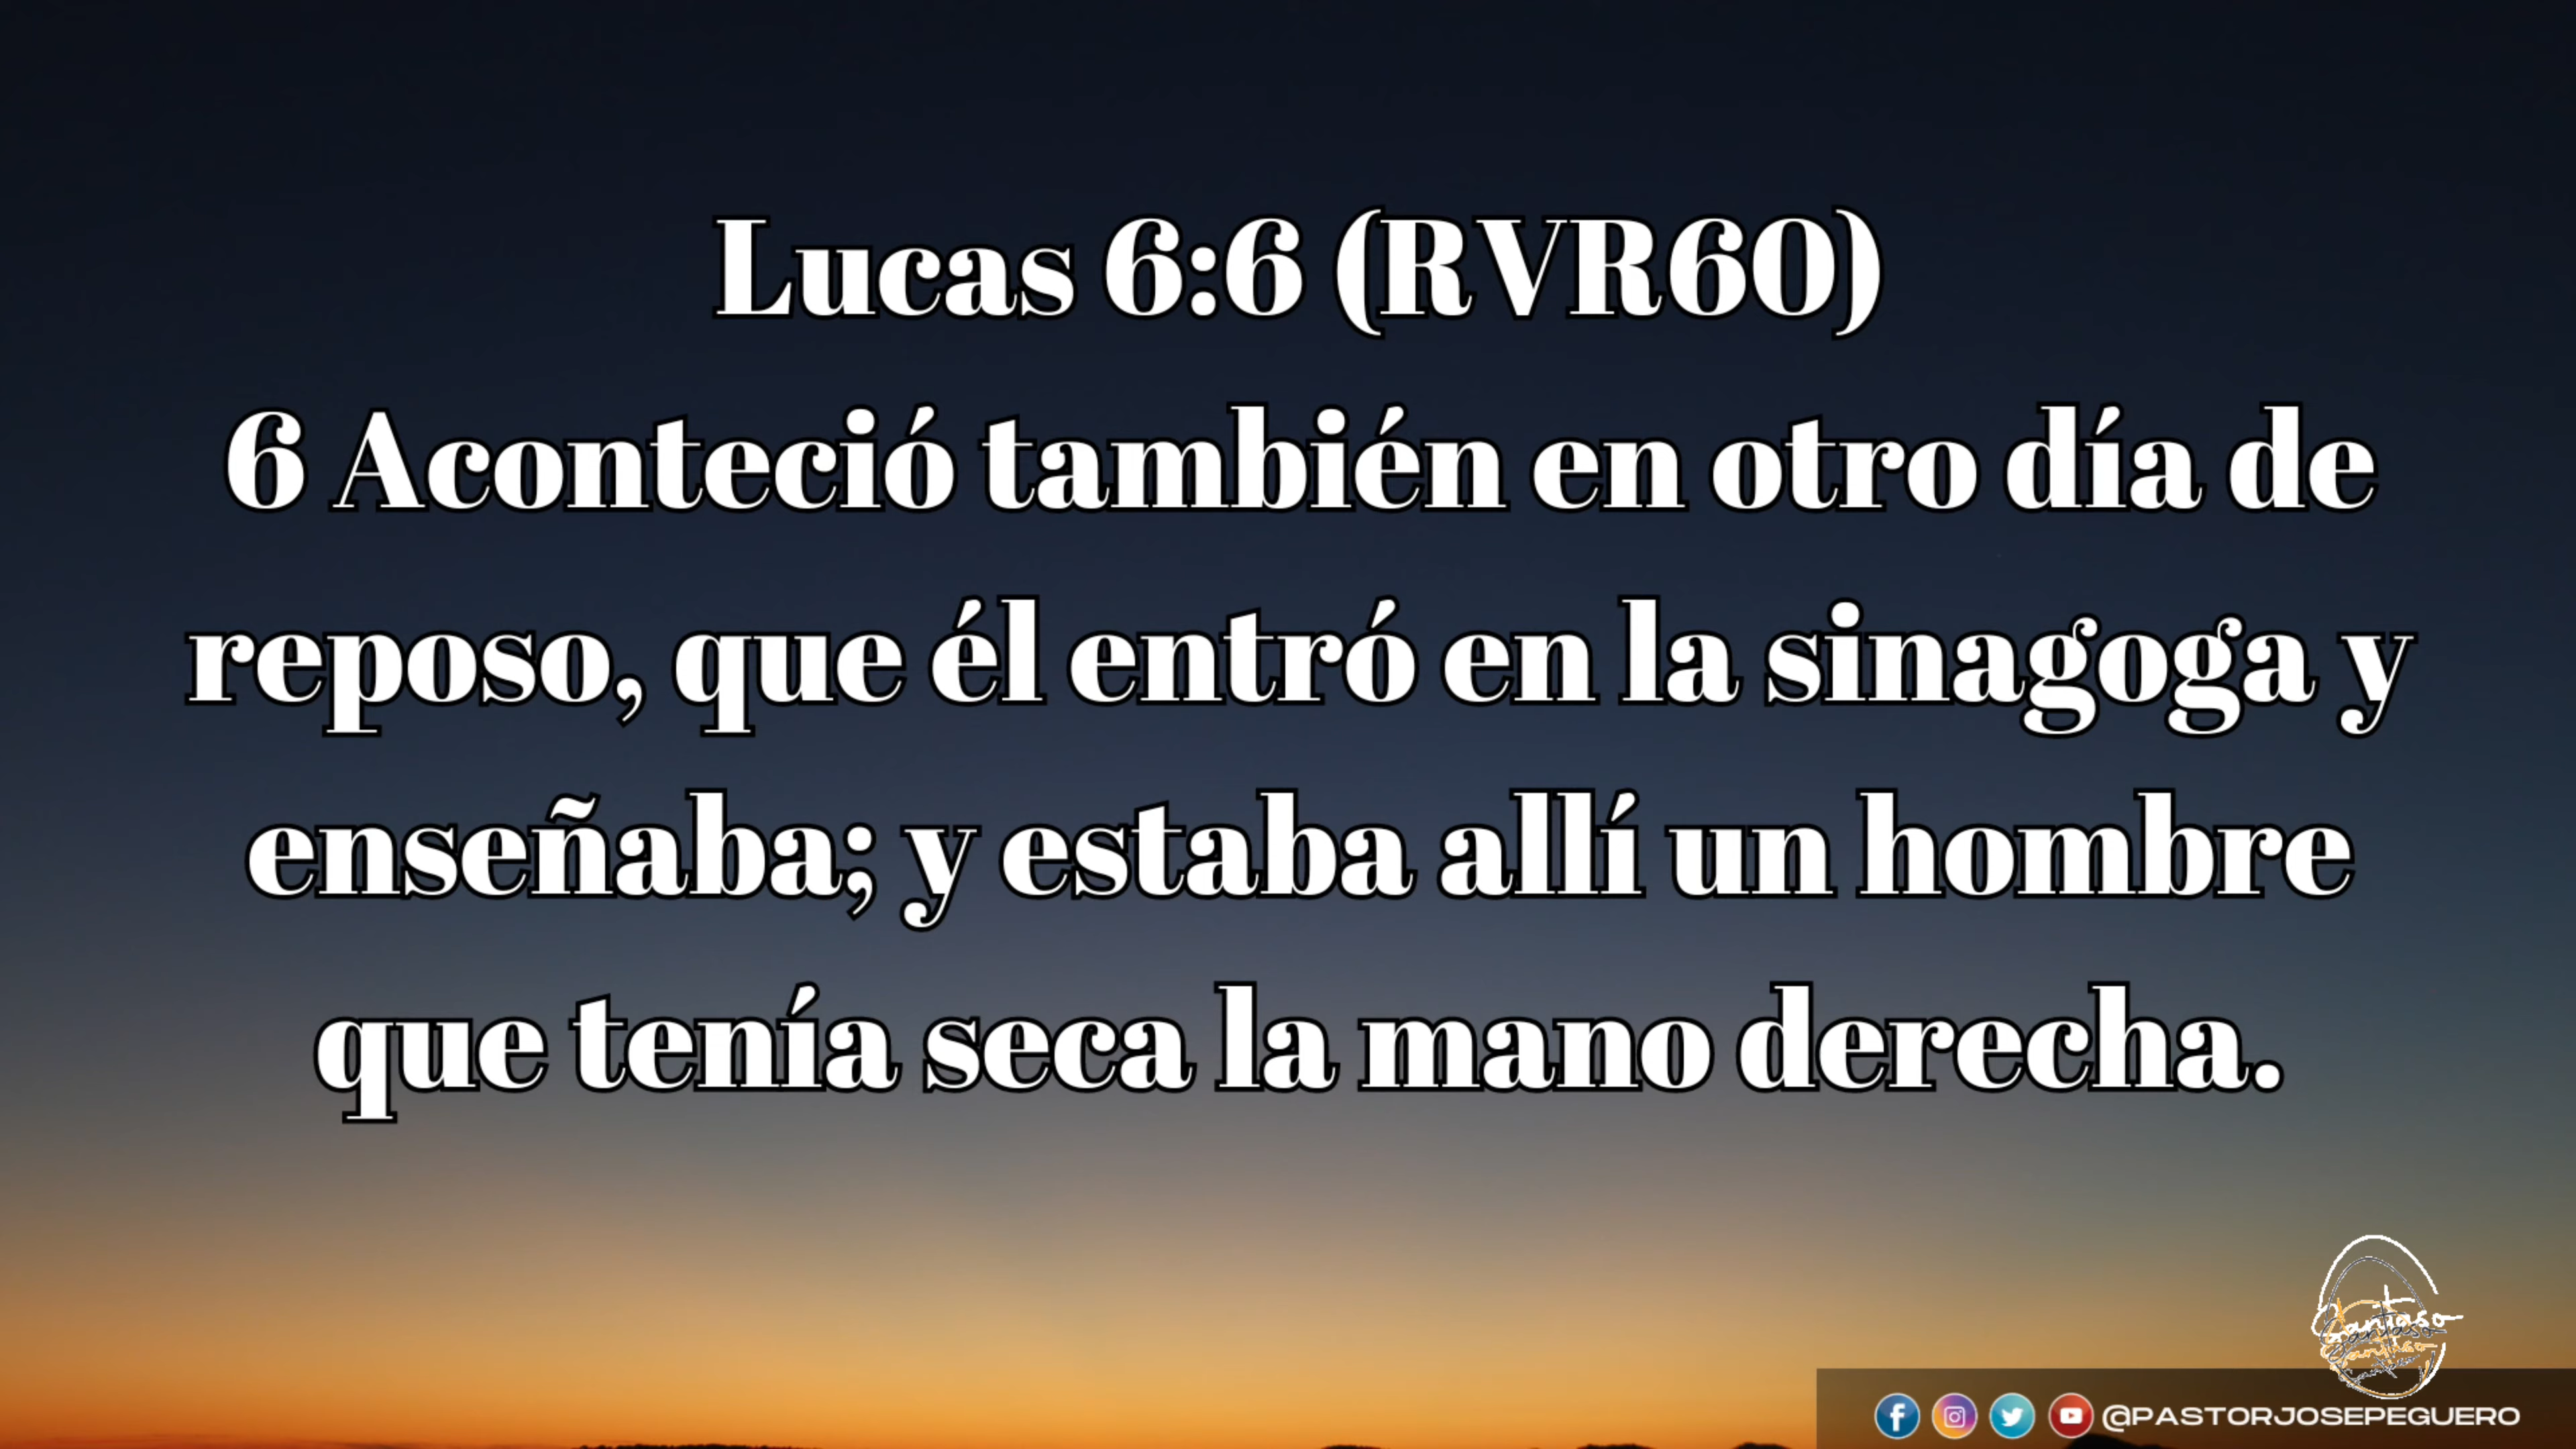 Lucas 6:6 (RVR60)
6 Aconteció también en otro día de
reposo, que él entró en la sinagoga y
enseñaba; y estaba allí un hombre
que tenía seca la mano derecha.
@PASTORJOSEPEGUERO